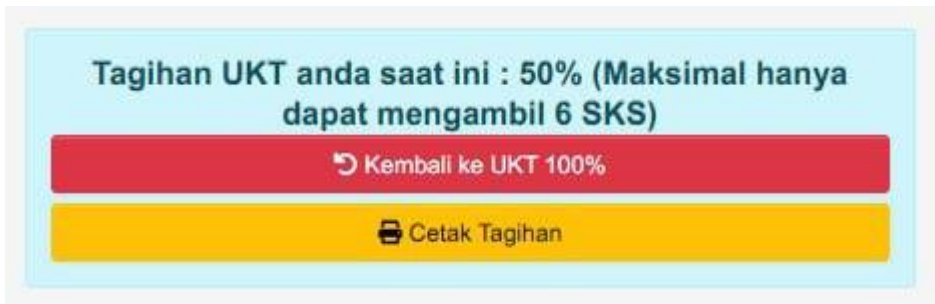 Tagihan UKT anda saat ini : 50% (Maksimal hanya
dapat mengambil 6 SKS)
Kembali ke UKT 100%
Cetak Tagihan